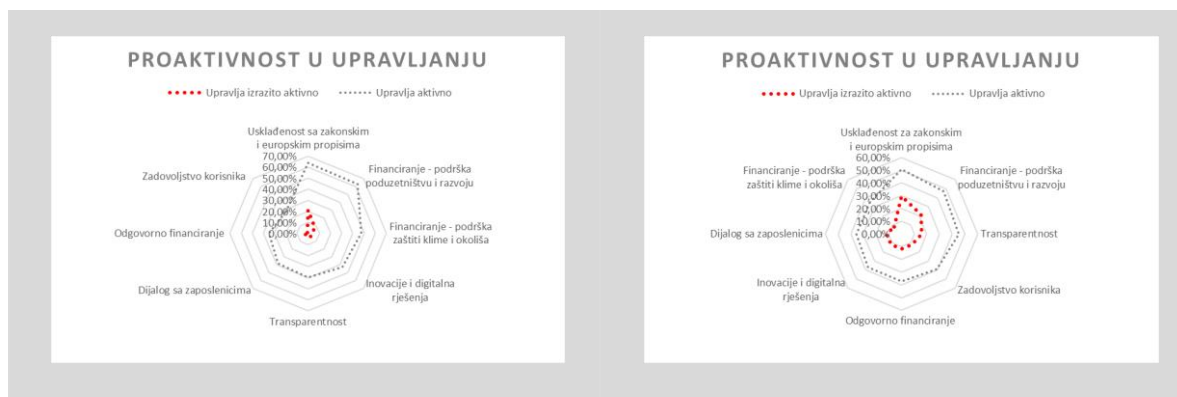 PROAKTIVNOST U UPRAVLJANJU
Upravlja izrazito aktivno
Upravlja aktivno
Usklađenost sa zakonskim
i europskim propisima
70,00%
60,00%
50,00%
40,00%
30,00%
20,00%
10,00%
0,00%
Financiranje - podrška
poduzetništvu i razvoju
Financiranje - podrška
zaštiti klime i okoliša
Inovacije i digitalna
rješenja
Transparentnost
Dijalog sa zaposlenicima
Odgovorno financiranje
Zadovoljstvo korisnika
PROAKTIVNOST U UPRAVLJANJU
Upravlja izrazito aktivno
Upravlja aktivno
Usklađenost za zakonskim
i europskim propisima
60,00%
50,00%
40,00%
30,00%
20,00%
10,00%
0,00%
Financiranje - podrška
poduzetništvu i razvoju
Transparentnost
Zadovoljstvo korisnika
Odgovorno financiranje
Inovacije i digitalna
rješenja
Dijalog sa zaposlenicima
Financiranje - podrška
zaštiti klime i okoliša